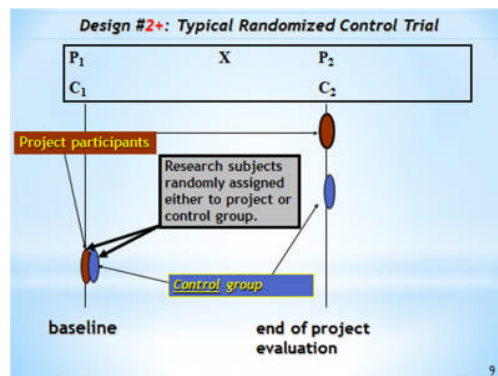 Design #2+: Typical Randomized Control Trial
P1 X P2
C1 C2
Project participants
Research subjects
randomly assigned
either to project or
control group.
Control group
baseline
end of project
evaluation
9